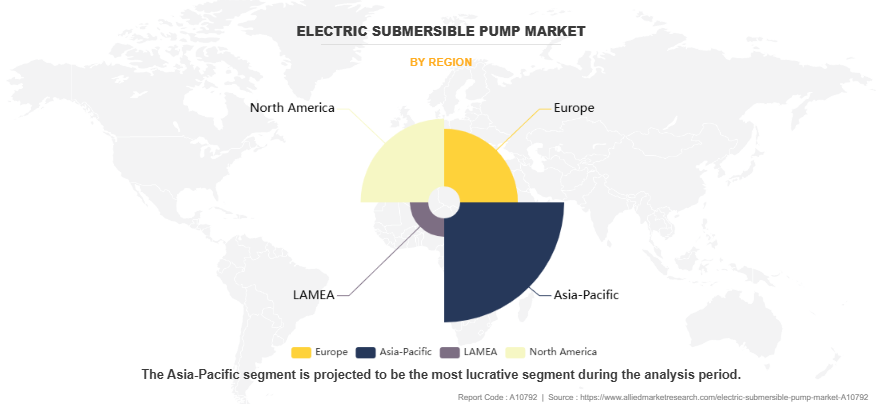 ELECTRIC SUBMERSIBLE PUMP MARKET
BY REGION
North America
Europe
LAMEA
Asia-Pacific
Europe Asia-Pacific LAMEA North America
The Asia-Pacific segment is projected to be the most lucrative segment during the analysis period.
Report Code : A10792 | Source : https://www.alliedmarketresearch.com/electric-submersible-pump-market-A10792